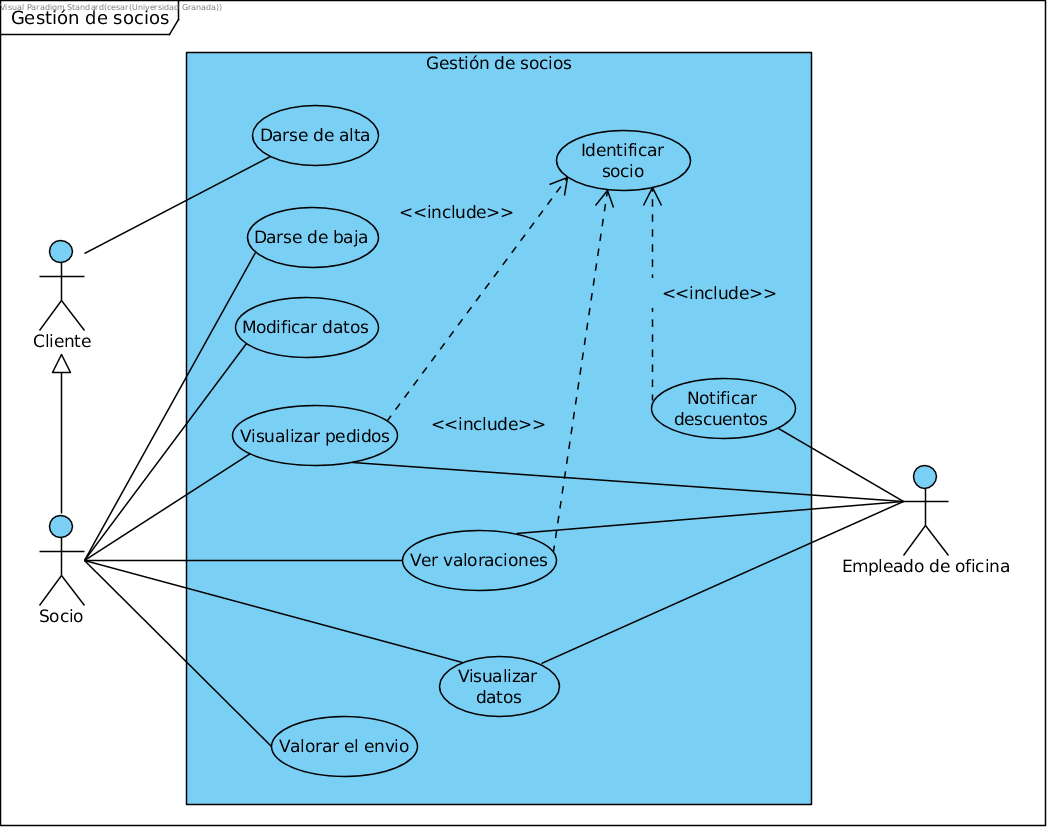 Visual Paradigm Standard(cesar(Universidad Granada))
Gestión de socios
Gestión de socios
Darse de alta
Identificar
socio
<<include>>
Darse de baja
<<include>>
Modificar datos
Cliente
Notificar
descuentos
<<include>>
Visualizar pedidos
Ver valoraciones
Empleado de oficina
Socio
Visualizar
datos
Valorar el envio